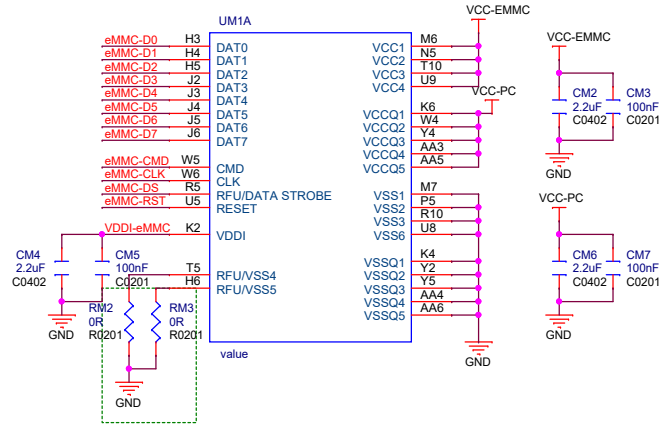 UM1A
VCC-EMMC
eMMC-D0 H3 DAT0 VCC1 M6
eMMC-D1 H4 DAT1 VCC2 N5
eMMC-D2 H5 DAT2 VCC3 T10
eMMC-D3 J2 DAT3 VCC4 U9
eMMC-D4 J3 DAT4
eMMC-D5 J4 DAT5 VCCQ1 K6
eMMC-D6 J5 DAT6 VCCQ2 W4
eMMC-D7 J6 DAT7 VCCQ3 Y4
VCCQ4 AA3
VCCQ5 AA5
VCC-PC
eMMC-CMD W5 CMD
eMMC-CLK W6 CLK
eMMC-DS R5 RFU/DATA STROBE VSS1 M7
eMMC-RST U5 RESET VSS2 P5
VSS3 R10
VDDI-eMMC K2 VDDI VSS6 U8
VSSQ1 K4
T5 RFU/VSS4 VSSQ2 Y2
H6 RFU/VSS5 VSSQ3 Y5
VSSQ4 AA4
VSSQ5 AA6
value
GND
CM4
2.2uF
C0402
CM5
100nF
C0201
GND
RM2
0R
R0201
RM3
0R
R0201
GND
VCC-EMMC
CM2
2.2uF
C0402
CM3
100nF
C0201
GND
VCC-PC
CM6
2.2uF
C0402
CM7
100nF
C0201
GND